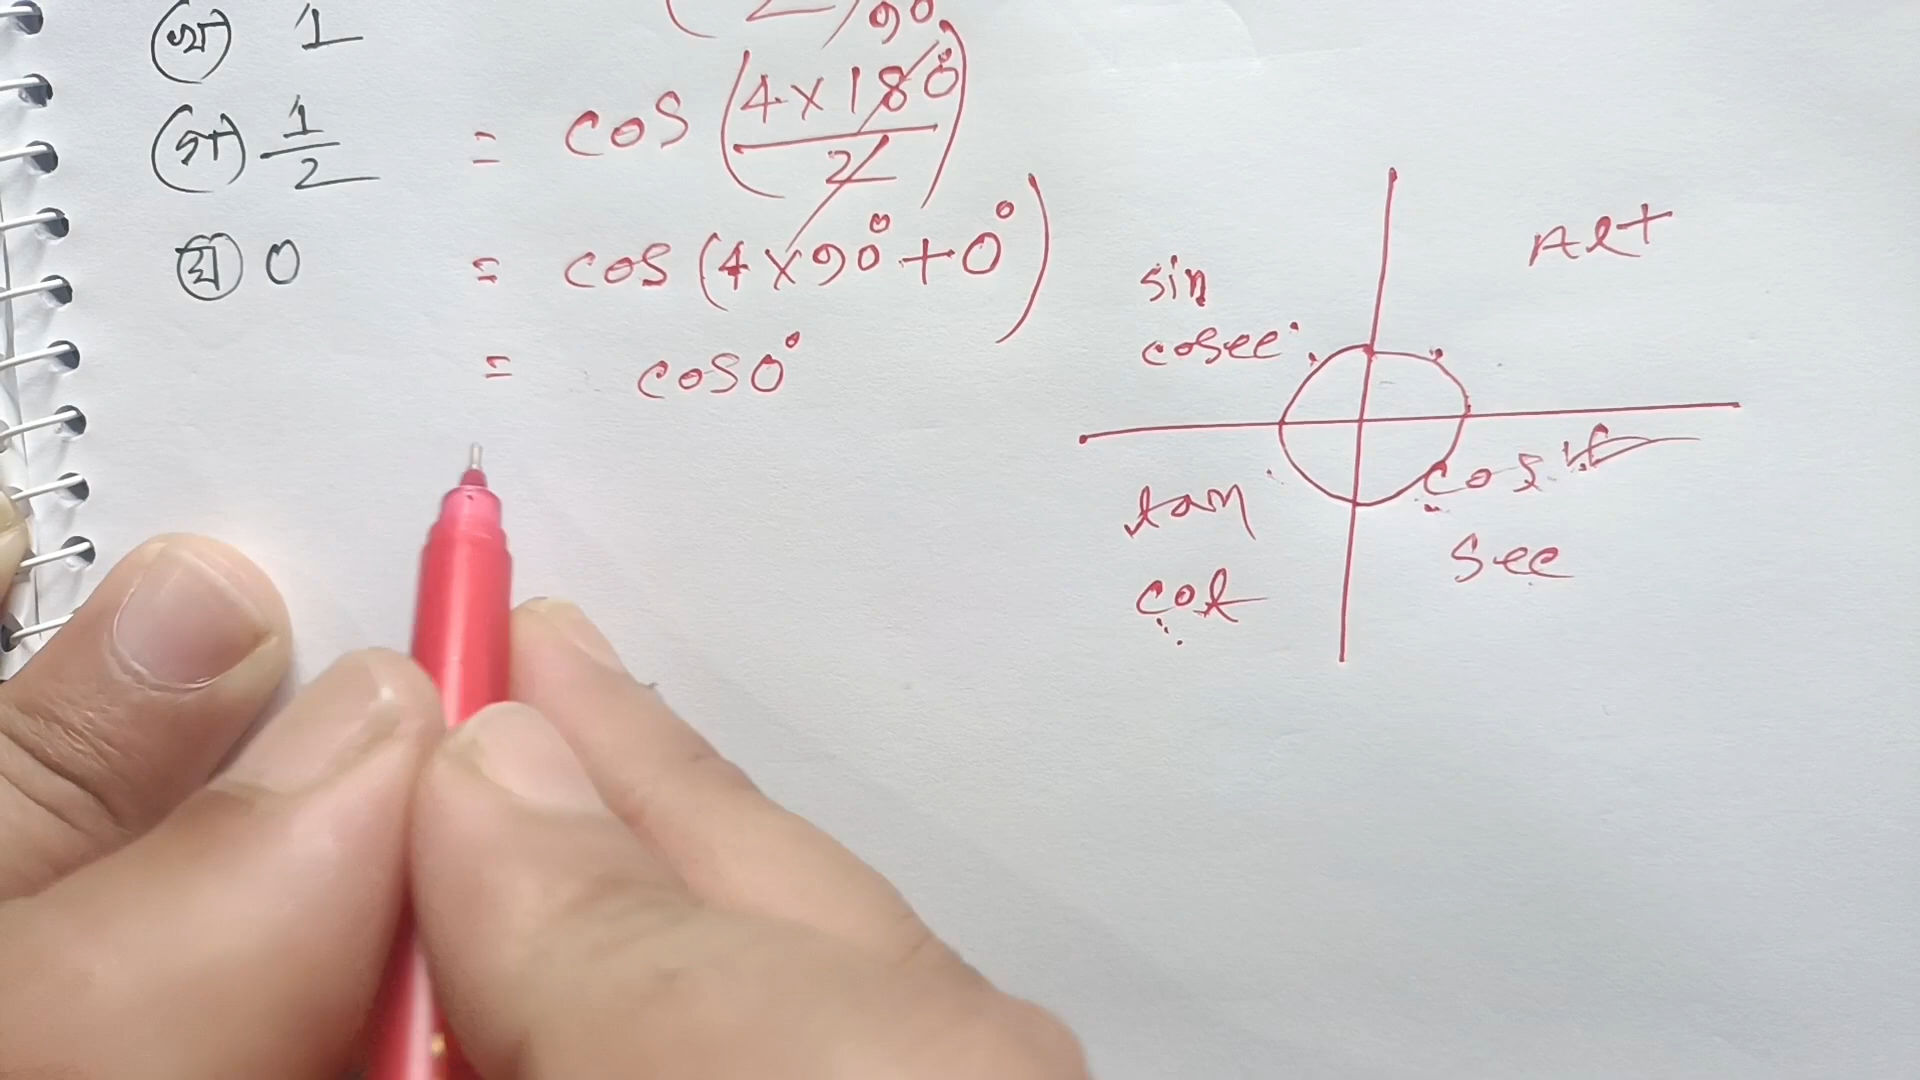 (খ) 1
(গ) 1/2
(ঘ) 0
90
= cos (4×180°/2)
= cos (4×90°+0°)
= cos0°
sin
cosec
All+
tan
cot
cos
sec